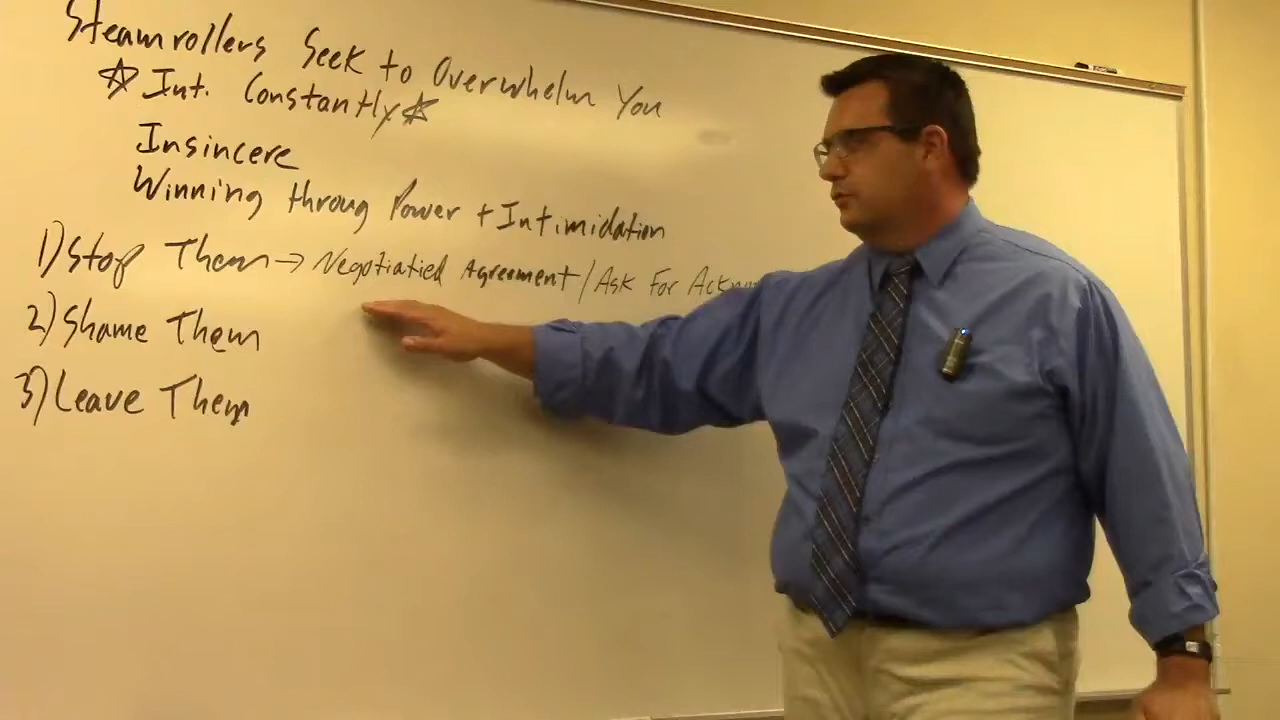 Steamrollers Seek to Overwhelm You
☆ Int. Constantly ☆
Insincere
Winning throug Power + Intimidation
1) Stop Them → Negotiatied Agreement / Ask For
2) Shame Them
3) Leave Them